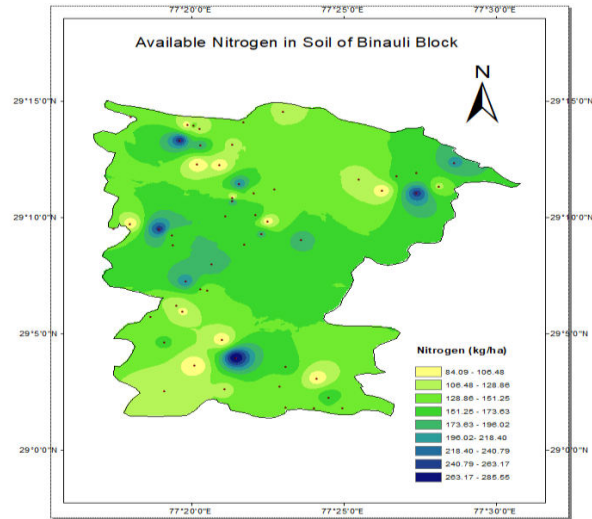 77°20'0"E 77°25'0"E 77°30'0"E
Available Nitrogen in Soil of Binauli Block
N
29°15'0"N 29°15'0"N
29°10'0"N 29°10'0"N
29°5'0"N 29°5'0"N
Nitrogen (kg/ha)
84.09 - 106.48
106.48 - 128.86
128.86 - 151.25
151.25 - 173.63
173.63 - 196.02
196.02 - 218.40
218.40 - 240.79
240.79 - 263.17
263.17 - 285.55
29°0'0"N 29°0'0"N
77°20'0"E 77°25'0"E 77°30'0"E